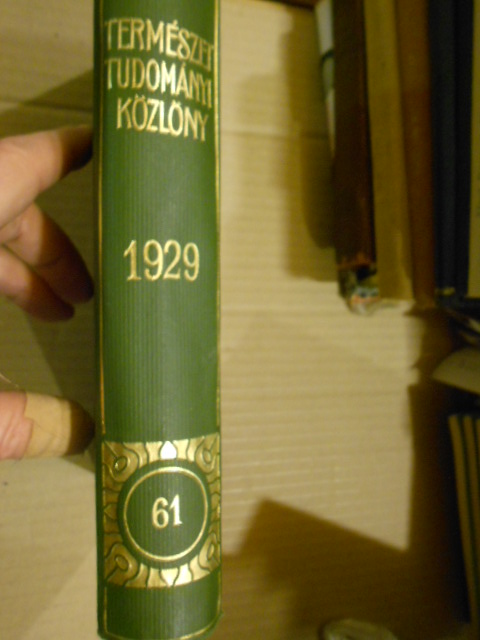 TERMÉSZET
TUDOMÁNYI
KÖZLÖNY
1929
61